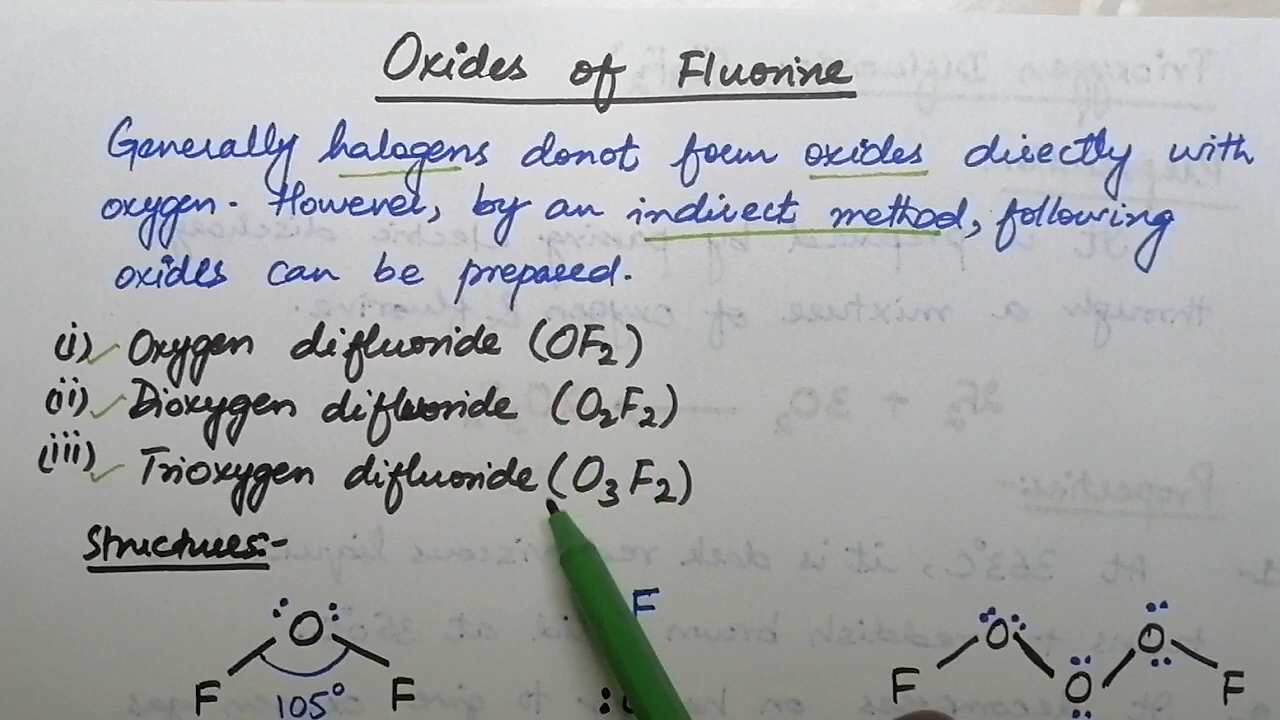 Oxides of Fluorine
Generally halogens donot form oxides directly with
oxygen. However, by an indirect method, following
oxides can be prepared.
(i) Oxygen difluoride (OF₂)
(ii) Dioxygen difluoride (O₂F₂)
(iii) Trioxygen difluoride (O₃F₂)
Structures:-
F
O
O O
F F
105°
F O F